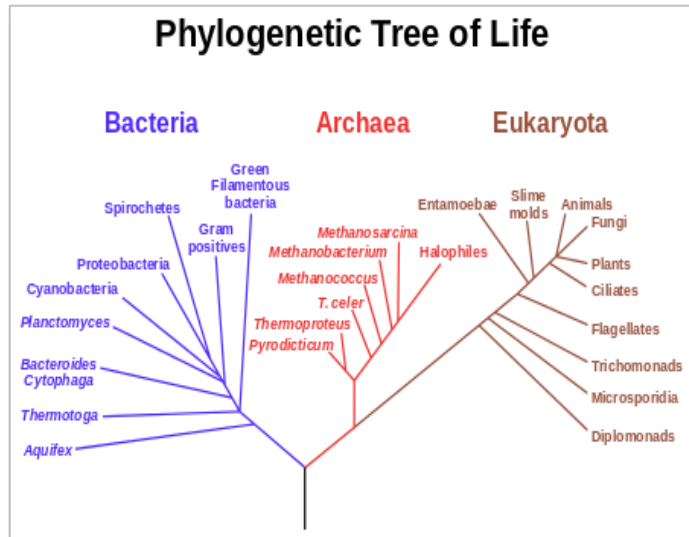 Phylogenetic Tree of Life
Bacteria
Archaea
Eukaryota
Green
Filamentous
bacteria
Spirochetes
Gram
positives
Proteobacteria
Cyanobacteria
Planctomyces
Bacteroides
Cytophaga
Thermotoga
Aquifex
Methanosarcina
Methanobacterium
Halophiles
Methanococcus
T. celer
Thermoproteus
Pyrodicticum
Entamoebae
Slime
molds
Animals
Fungi
Plants
Ciliates
Flagellates
Trichomonads
Microsporidia
Diplomonads